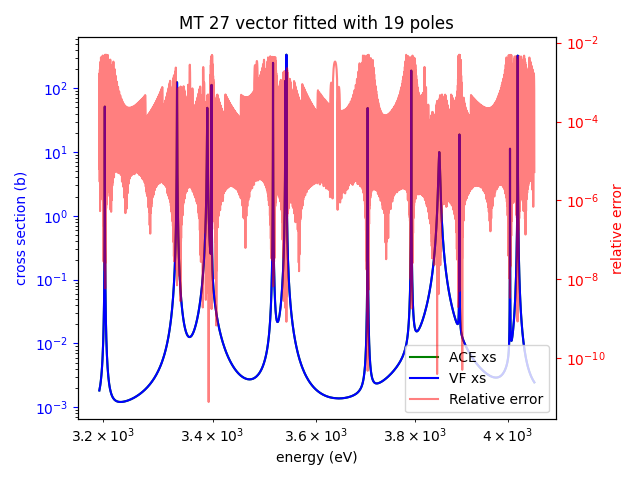 MT 27 vector fitted with 19 poles
10²
10¹
10⁰
10⁻¹
10⁻²
10⁻³
cross section (b)
10⁻²
10⁻⁴
10⁻⁶
10⁻⁸
10⁻¹⁰
relative error
ACE xs
VF xs
Relative error
3.2 × 10³
3.4 × 10³
3.6 × 10³
3.8 × 10³
4 × 10³
energy (eV)